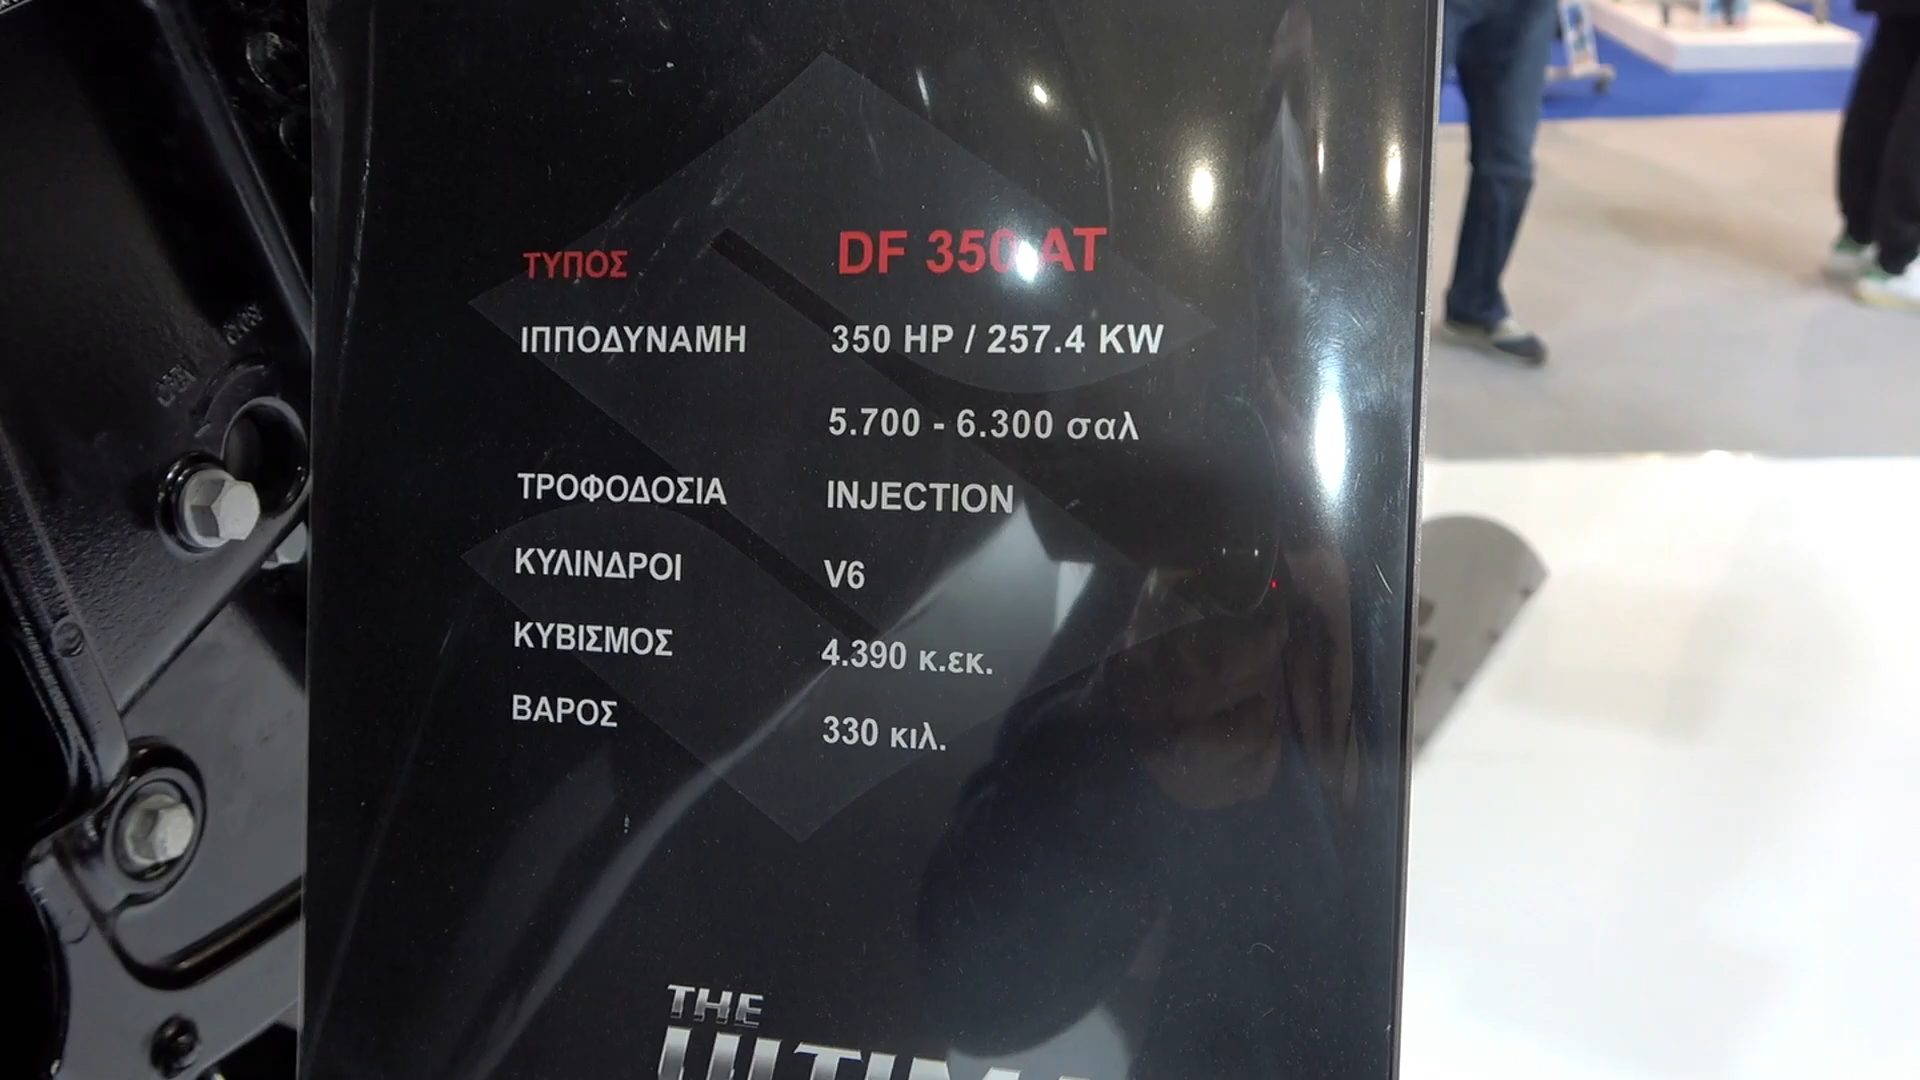 ΤΥΠΟΣ DF 350 AT
ΙΠΠΟΔΥΝΑΜΗ 350 HP / 257.4 KW
5.700 - 6.300 σαλ
ΤΡΟΦΟΔΟΣΙΑ INJECTION
ΚΥΛΙΝΔΡΟΙ V6
ΚΥΒΙΣΜΟΣ 4.390 κ.εκ.
ΒΑΡΟΣ 330 κιλ.
THE